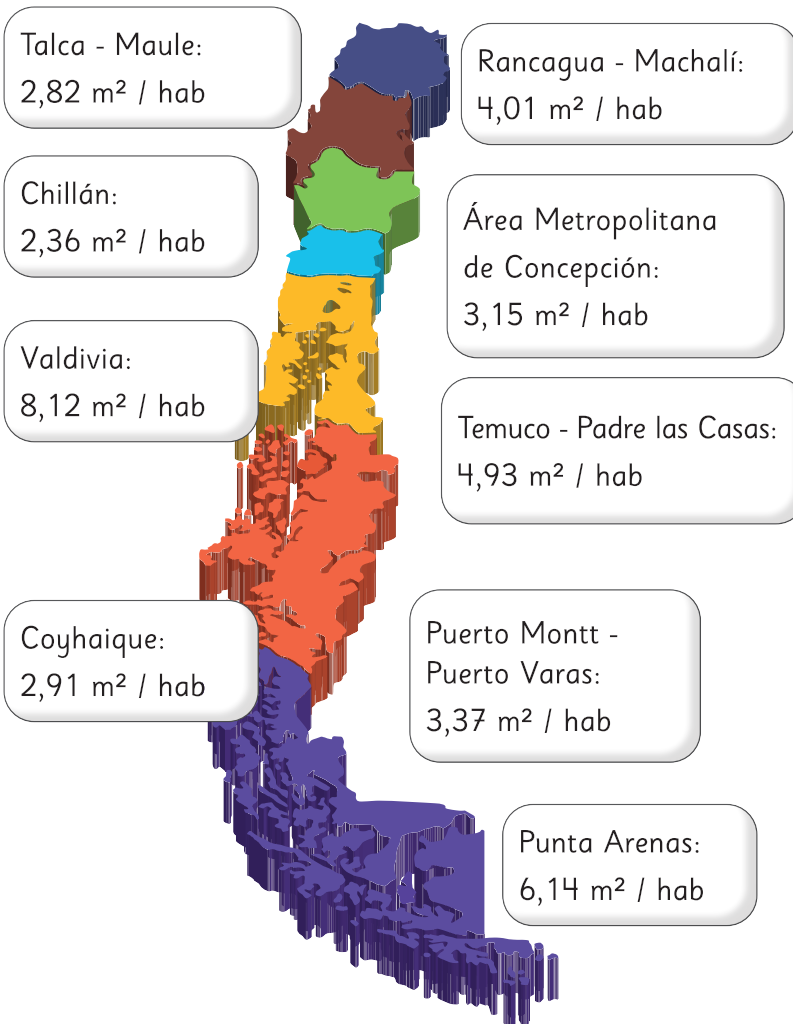 Talca - Maule:
2,82 m² / hab
Rancagua - Machalí:
4,01 m² / hab
Chillán:
2,36 m² / hab
Área Metropolitana
de Concepción:
3,15 m² / hab
Valdivia:
8,12 m² / hab
Temuco - Padre las Casas:
4,93 m² / hab
Coyhaique:
2,91 m² / hab
Puerto Montt -
Puerto Varas:
3,37 m² / hab
Punta Arenas:
6,14 m² / hab